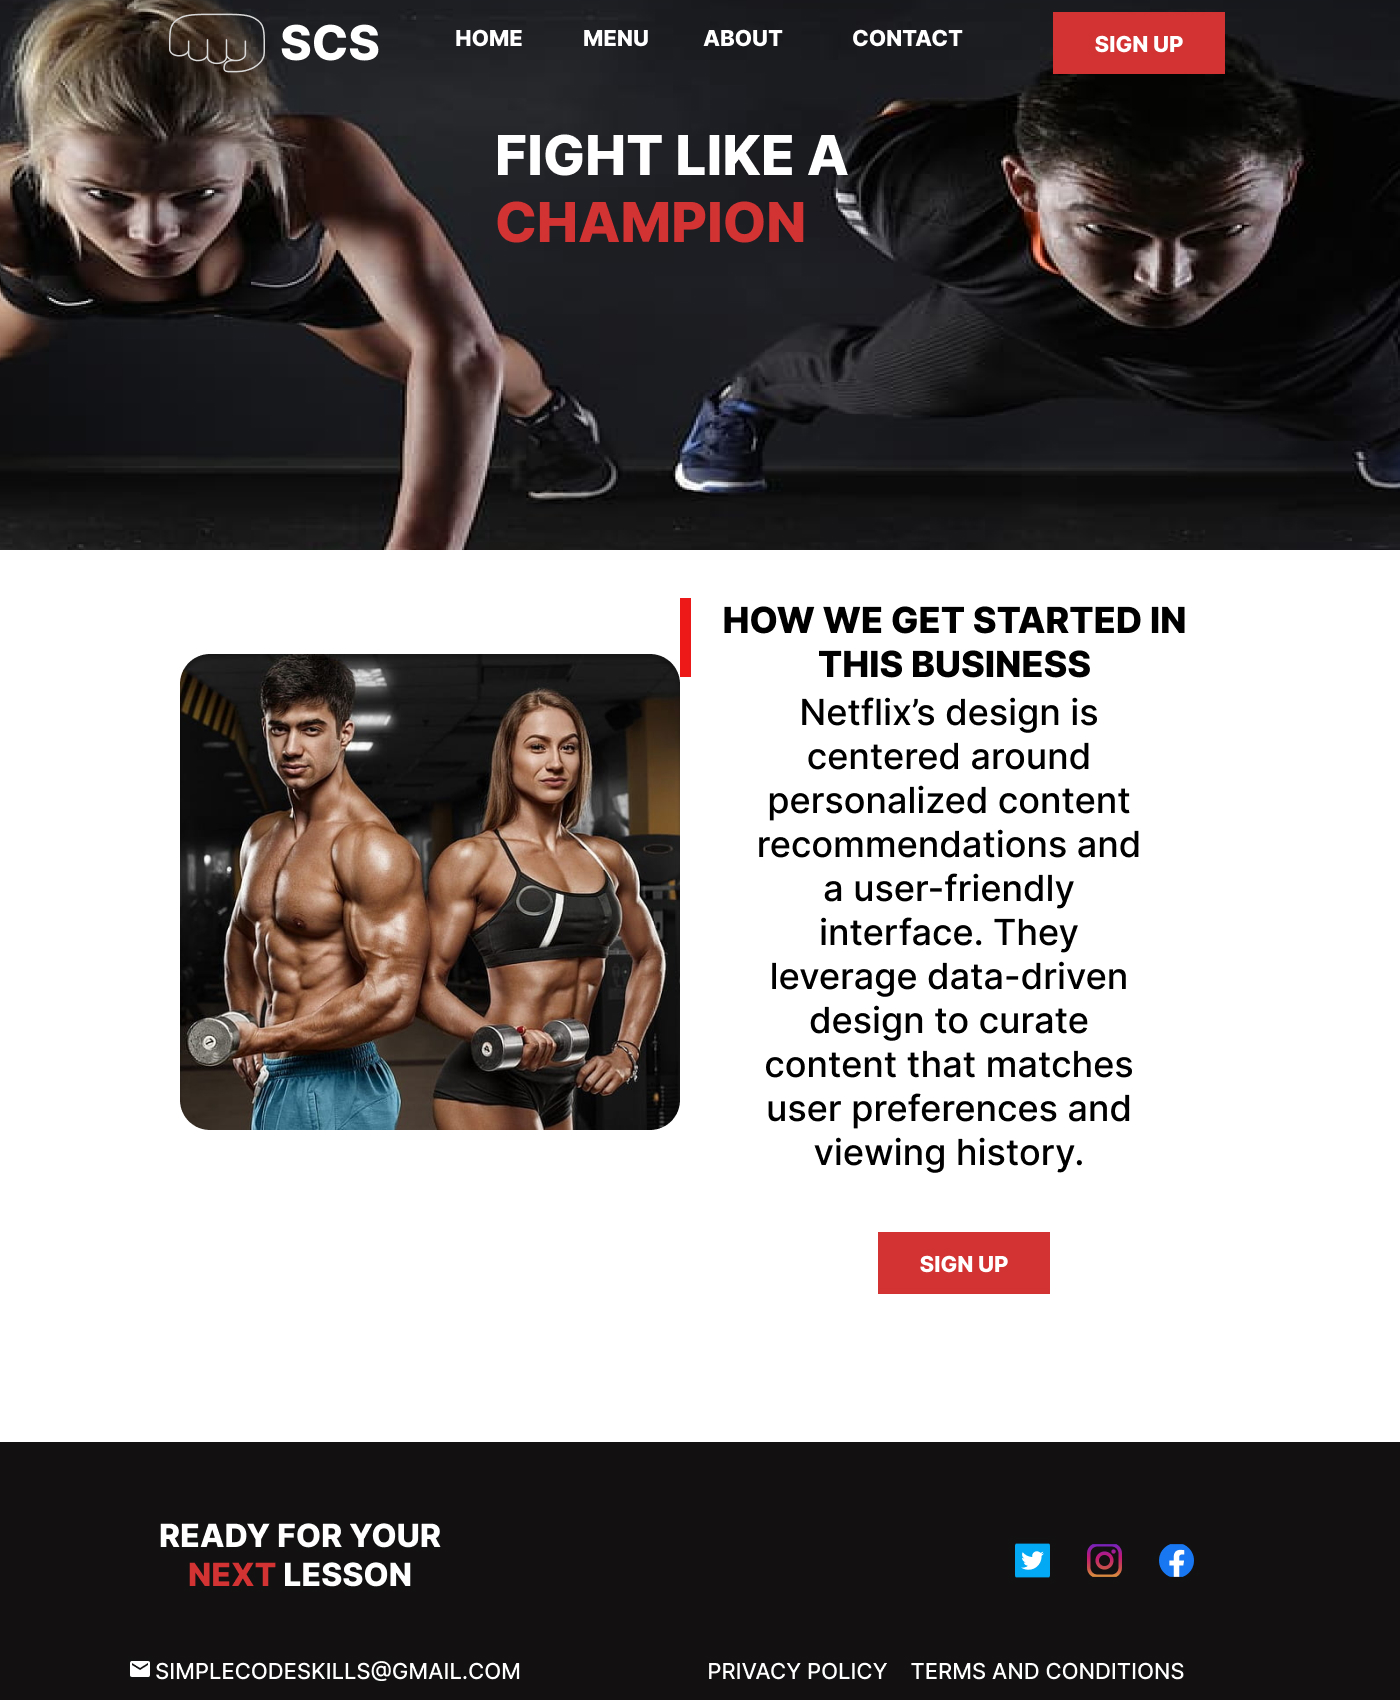 SCS
HOME
MENU
ABOUT
CONTACT
SIGN UP
FIGHT LIKE A
CHAMPION
HOW WE GET STARTED IN
THIS BUSINESS
Netflix’s design is
centered around
personalized content
recommendations and
a user-friendly
interface. They
leverage data-driven
design to curate
content that matches
user preferences and
viewing history.
SIGN UP
READY FOR YOUR
NEXT LESSON
SIMPLECODESKILLS@GMAIL.COM
PRIVACY POLICY
TERMS AND CONDITIONS